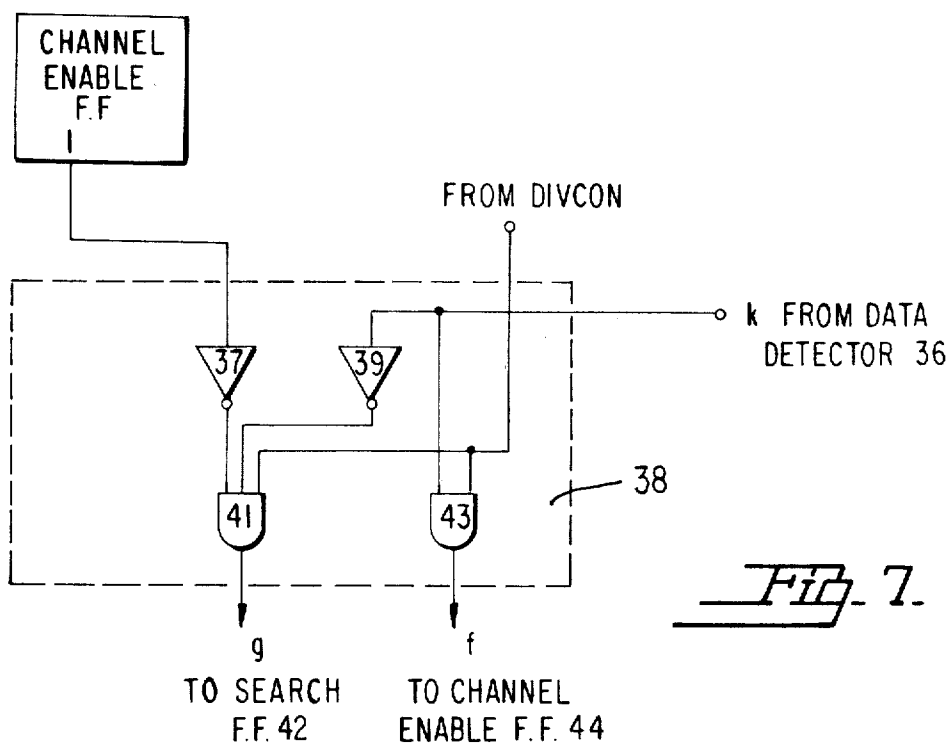 CHANNEL
ENABLE
F.F
1
FROM DIVCON
k FROM DATA
DETECTOR 36
37
39
38
41
43
g
f
TO SEARCH
F.F. 42
TO CHANNEL
ENABLE F.F. 44
Fig. 7.